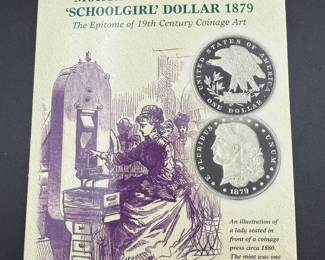 'SCHOOLGIRL' DOLLAR 1879
The Epitome of 19th Century Coinage Art
UNITED STATES OF AMERICA
ONE DOLLAR
E PLURIBUS UNUM
1879
An illustration of
a lady seated in
front of a coinage
press circa 1880.
The mint was one